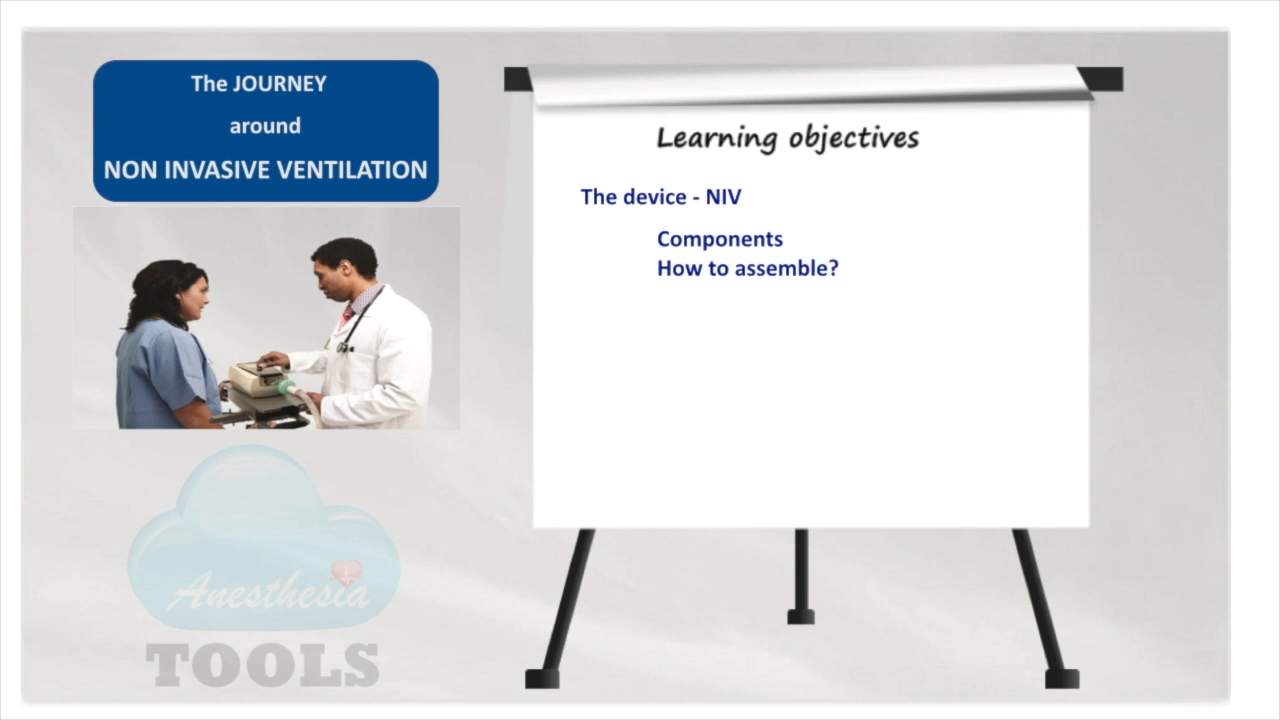 The JOURNEY
around
NON INVASIVE VENTILATION
Learning objectives
The device - NIV
Components
How to assemble?
Anesthesia
TOOLS